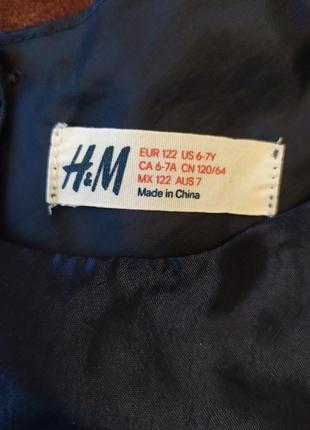 H&M
EUR 122 US 6-7Y
CA 6-7A CN 120/64
MX 122 AUS 7
Made in China